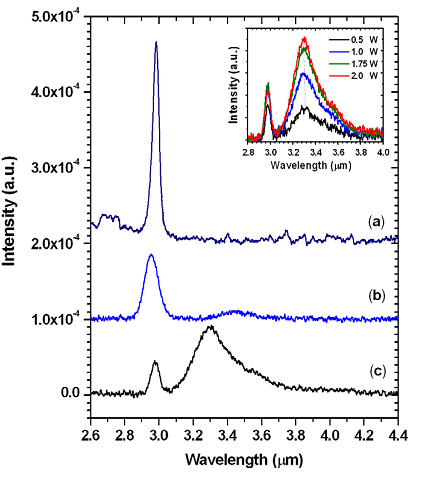 5.0x10-4
4.0x10-4
3.0x10-4
2.0x10-4
1.0x10-4
0.0
Intensity (a.u.)
2.6 2.8 3.0 3.2 3.4 3.6 3.8 4.0 4.2 4.4
Wavelength (μm)
(a)
(b)
(c)
Intensity (a.u.)
0.5 W
1.0 W
1.75 W
2.0 W
2.8 3.0 3.2 3.4 3.6 3.8 4.0
Wavelength (μm)